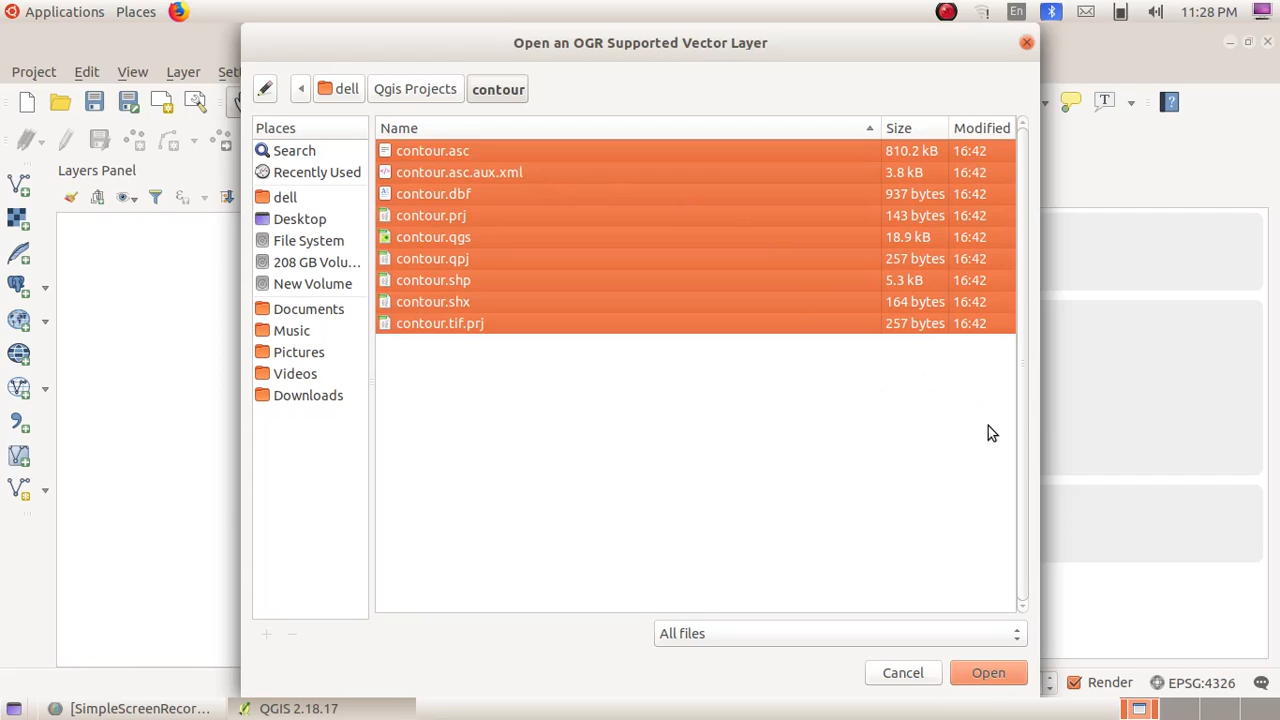 Applications Places En 11:28 PM
Open an OGR Supported Vector Layer
Project Edit View Layer
dell Qgis Projects contour
T
Places Name Size Modified
Search contour.asc 810.2 kB 16:42
Layers Panel Recently Used contour.asc.aux.xml 3.8 kB 16:42
dell contour.dbf 937 bytes 16:42
Desktop contour.prj 143 bytes 16:42
File System contour.qgs 18.9 kB 16:42
208 GB Volu... contour.qpj 257 bytes 16:42
New Volume contour.shp 5.3 kB 16:42
Documents contour.shx 164 bytes 16:42
Music contour.tif.prj 257 bytes 16:42
Pictures
Videos
Downloads
All files
Cancel Open
Render EPSG:4326
[SimpleScreenRecor... QGIS 2.18.17